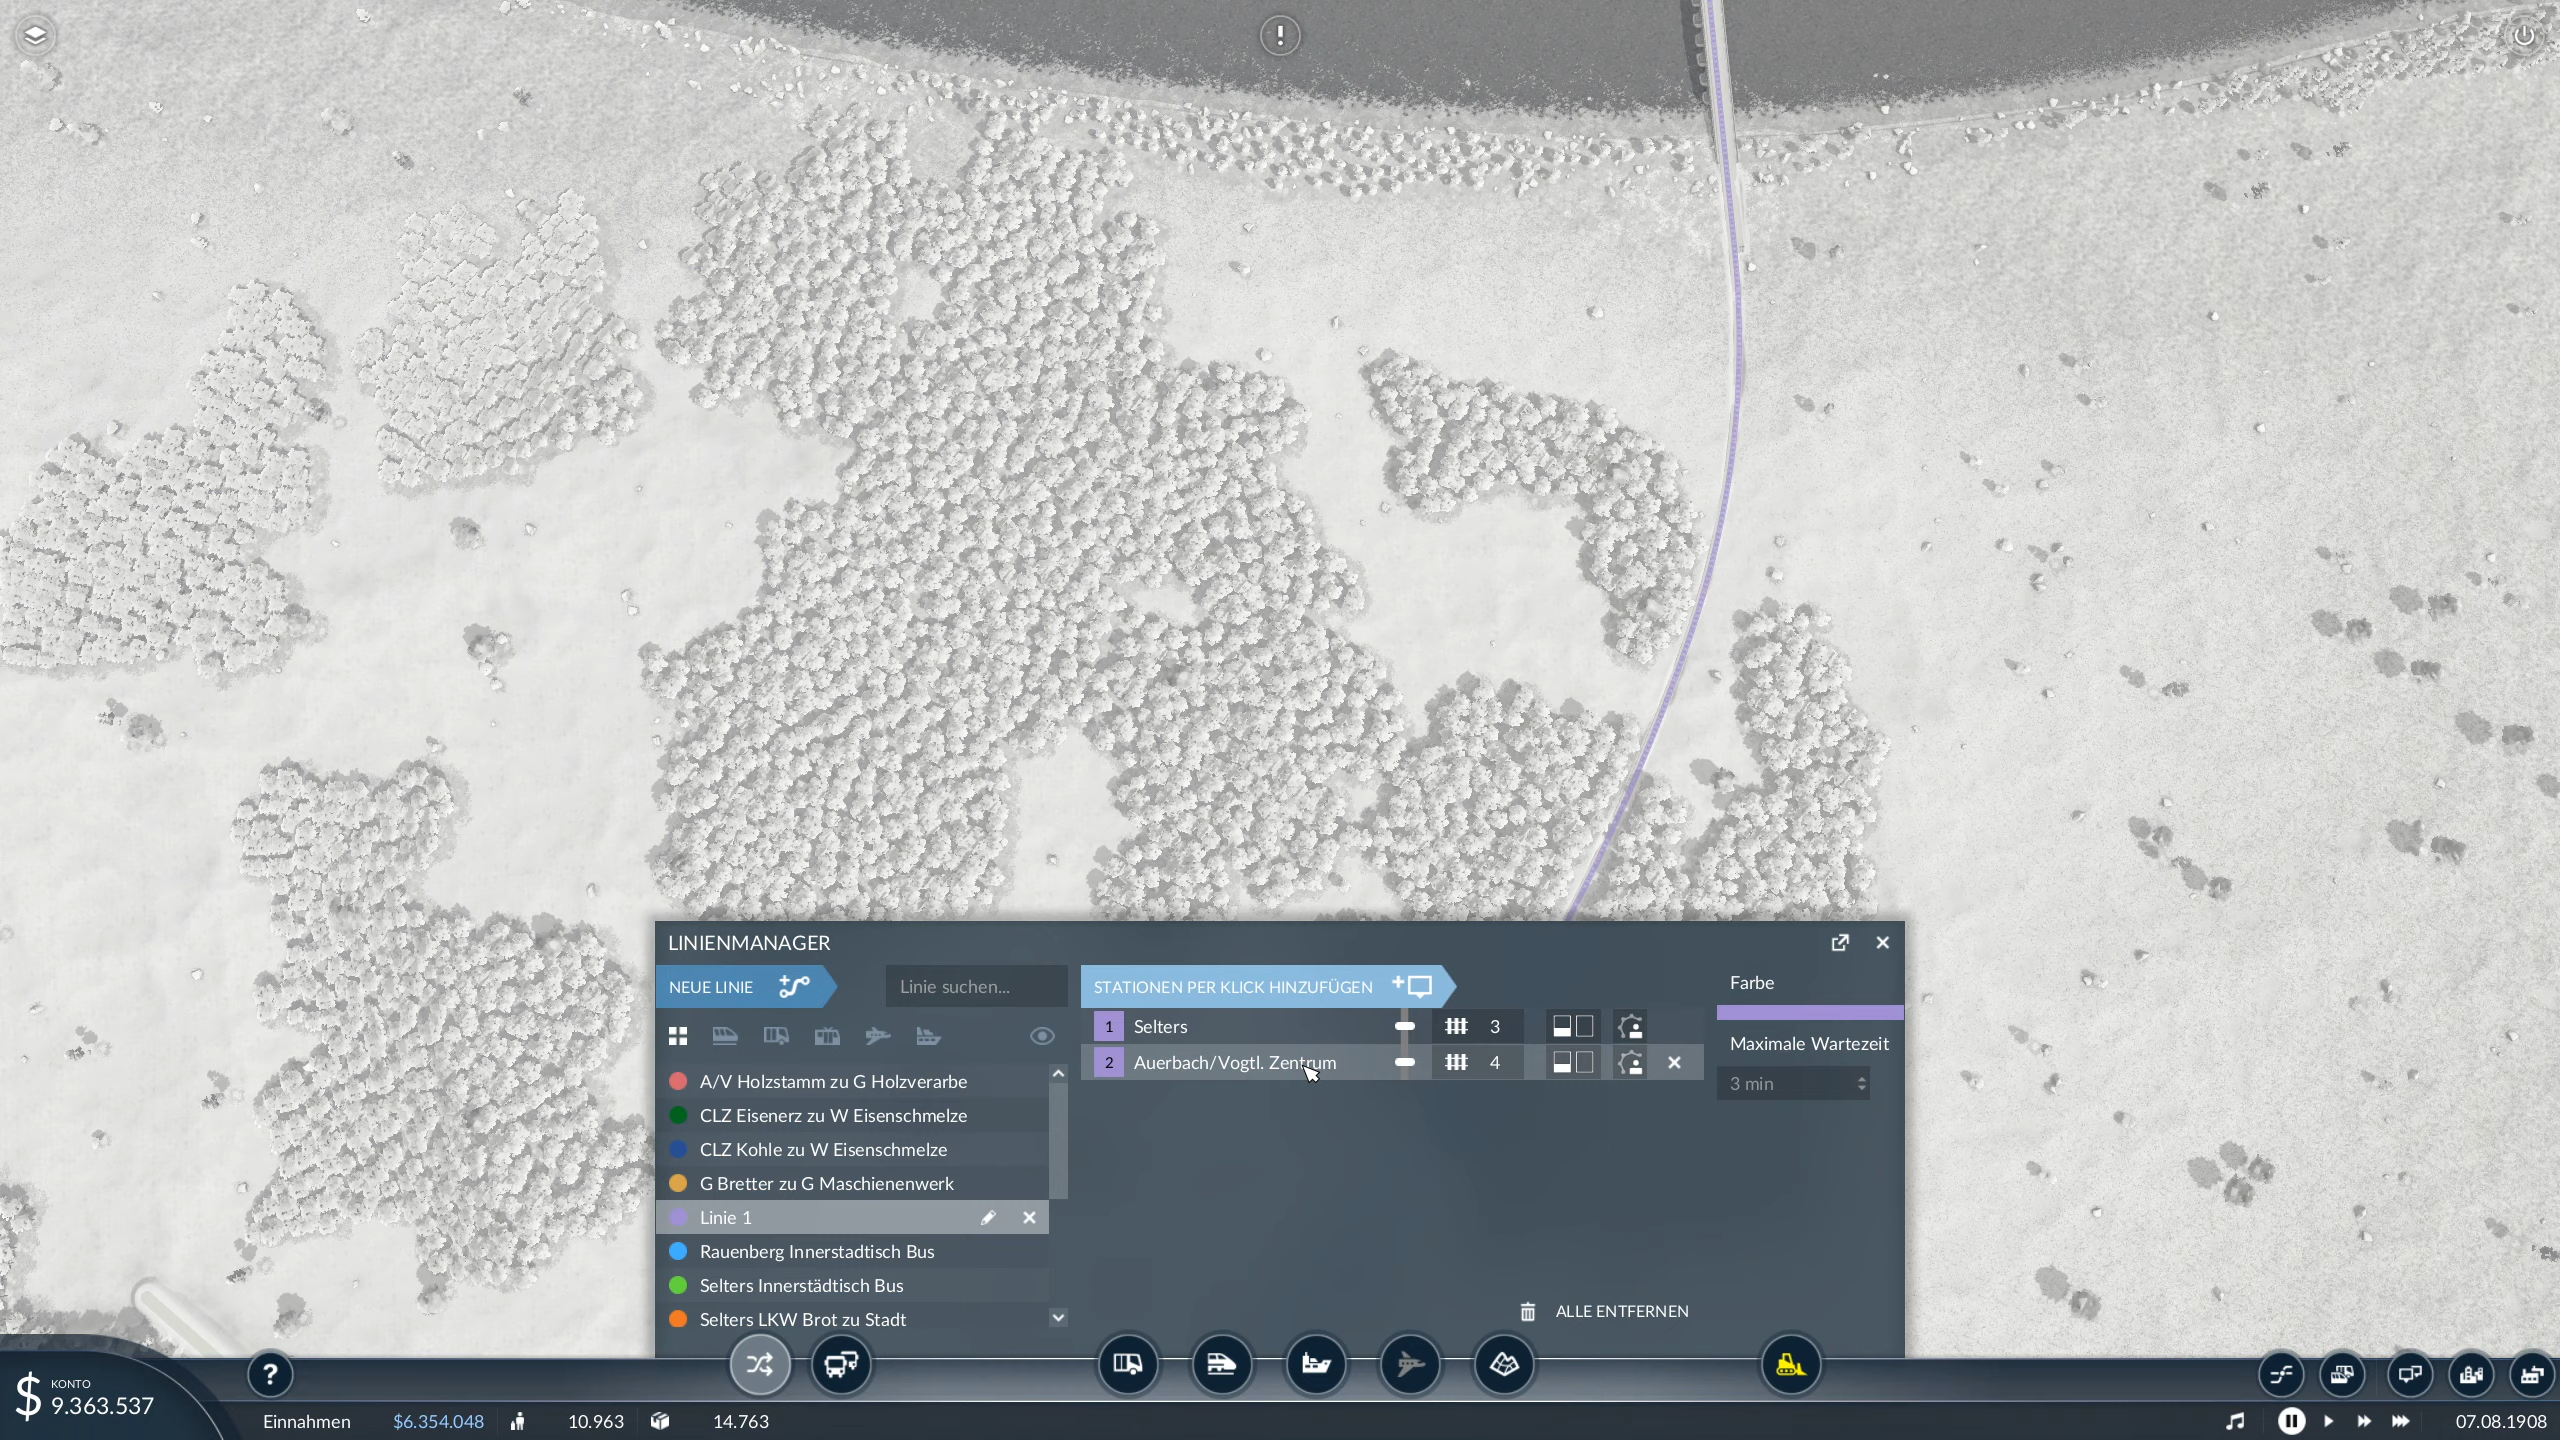 LINIENMANAGER
NEUE LINIE
Linie suchen...
STATIONEN PER KLICK HINZUFÜGEN
Farbe
1 Selters 3
2 Auerbach/Vogtl. Zentrum 4
Maximale Wartezeit
3 min
A/V Holzstamm zu G Holzverarbe
CLZ Eisenerz zu W Eisenschmelze
CLZ Kohle zu W Eisenschmelze
G Bretter zu G Maschienenwerk
Linie 1
Rauenberg Innerstadtisch Bus
Selters Innerstädtisch Bus
Selters LKW Brot zu Stadt
ALLE ENTFERNEN
?
$ KONTO
9.363.537
Einnahmen $6.354.048 10.963 14.763
07.08.1908